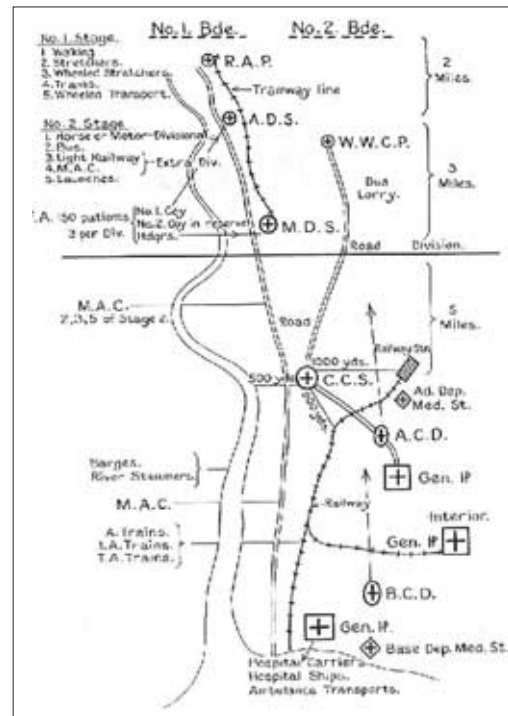 No.1. Bde.
No.2. Bde.
No.1. Stage.
1. Walking
2. Stretchers.
3. Wheeled Stretchers.
4. Trams.
5. Wheeled Transport.
R.A.P.
Tramway line
2
Miles.
A.D.S.
No.2. Stage
1. Horse or Motor-Divisional
2. Bus.
3. Light Railway
4. M.A.C.
5. Launches.
Extra Div.
W.W.C.P.
Bus
Lorry.
3
Miles.
F.A. 150 patients
3 per Div.
No.1. Coy
No.2. Coy in reserve
Hdqrs.
M.D.S.
Road
Division.
M.A.C.
2,3,5 of Stage 2.
Road
5
Miles.
1000 yds.
Railway Stn.
500 yds
C.C.S.
Ad. Dep.
Med. St.
A.C.D.
Gen. H
Barges.
River Steamers.
M.A.C.
Railway
Interior.
Gen. H
A. Trains.
I.A. Trains.
T.A. Trains.
B.C.D.
Gen. H.
Base Dep. Med. St.
Hospital Carriers
Hospital Ships.
Ambulance Transports.